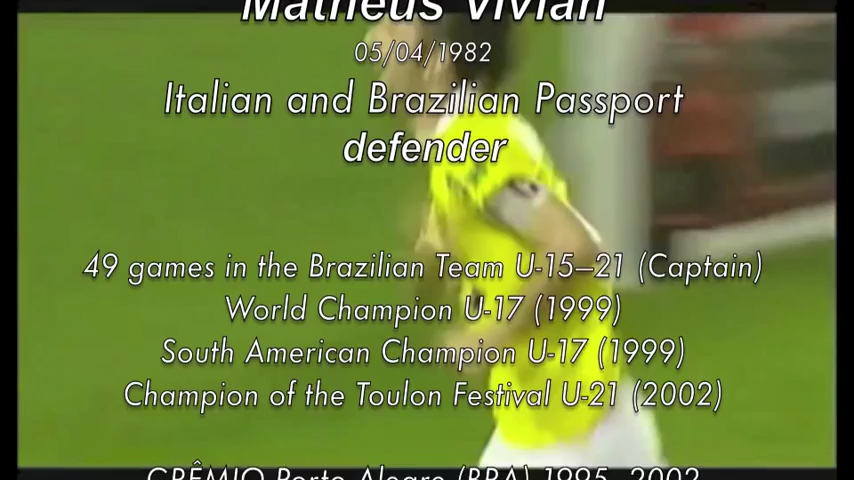 Matheus Vivian
05/04/1982
Italian and Brazilian Passport
defender
49 games in the Brazilian Team U-15–21 (Captain)
World Champion U-17 (1999)
South American Champion U-17 (1999)
Champion of the Toulon Festival U-21 (2002)
GRÊMIO Porto Alegre (BRA) 1995–2002